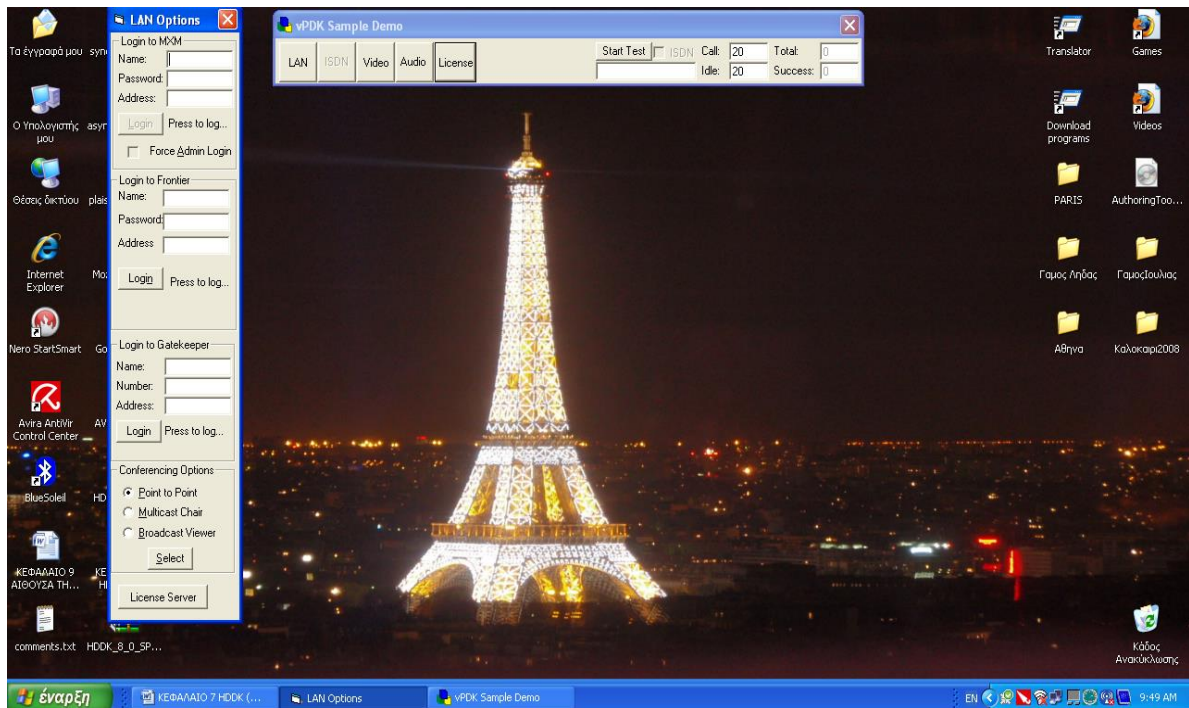 Τα έγγραφά μου
Ο Υπολογιστής
μου
Θέσεις δικτύου
Internet
Explorer
Nero StartSmart
Avira AntiVir
Control Center
BlueSoleil
ΚΕΦΑΛΑΙΟ 9
ΑΙΘΟΥΣΑ ΤΗ...
comments.txt
HDDK_8_0_SP...
LAN Options
Login to MXM
Name:
Password:
Address:
Login Press to log...
Force Admin Login
Login to Frontier
Name:
Password:
Address
Login Press to log...
Login to Gatekeeper
Name:
Number:
Address:
Login Press to log...
Conferencing Options
Point to Point
Multicast Chair
Broadcast Viewer
Select
License Server
vPDK Sample Demo
LAN ISDN Video Audio License
Start Test ISDN Call: 20 Total: 0
Idle: 20 Success: 0
Translator
Games
Download
programs
Videos
PARIS
AuthoringToo...
Γαμος Ληδας
ΓαμοςΙουλιας
Αθηνα
Καλοκαιρι2008
Κάδος
Ανακύκλωσης
έναρξη
ΚΕΦΑΛΑΙΟ 7 HDDK (...
LAN Options
vPDK Sample Demo
EN
9:49 AM